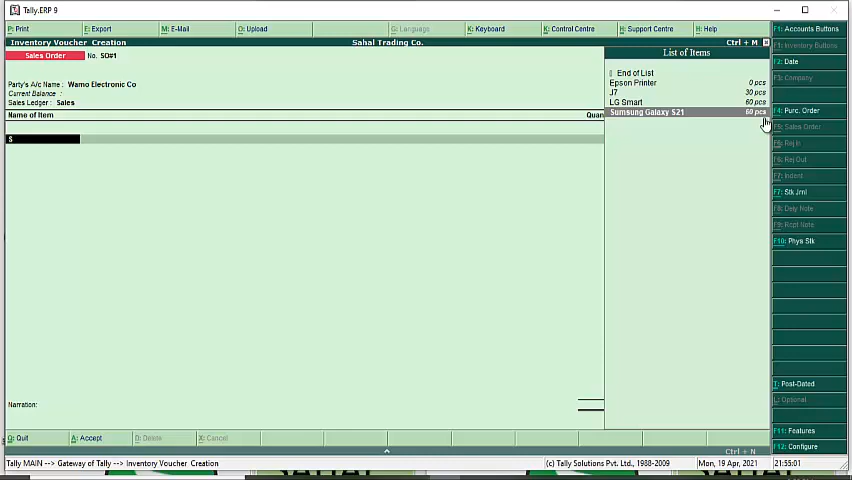 Tally.ERP 9
P: Print E: Export M: E-Mail O: Upload G: Language K: Keyboard K: Control Centre H: Support Centre H: Help F1: Accounts Buttons
Inventory Voucher Creation Sahal Trading Co. Ctrl + M
F1: Inventory Buttons
Sales Order No. SO#1 List of Items
F2: Date
End of List
F3: Company
Party's A/c Name : Wamo Electronic Co Epson Printer 0 pcs
Current Balance : J7 30 pcs
Sales Ledger : Sales LG Smart 60 pcs
Name of Item Quan Sumsung Galaxy S21 60 pcs F4: Purc. Order
F5: Sales Order
S
F6: Rej In
F6: Rej Out
F7: Indent
F7: Stk Jrnl
F8: Dely Note
F9: Rcpt Note
F10: Phys Stk
T: Post-Dated
L: Optional
Narration:
F11: Features
Q: Quit A: Accept D: Delete X: Cancel
F12: Configure
Ctrl + N
Tally MAIN --> Gateway of Tally --> Inventory Voucher Creation (c) Tally Solutions Pvt. Ltd., 1988-2009 Mon, 19 Apr, 2021 21:55:01